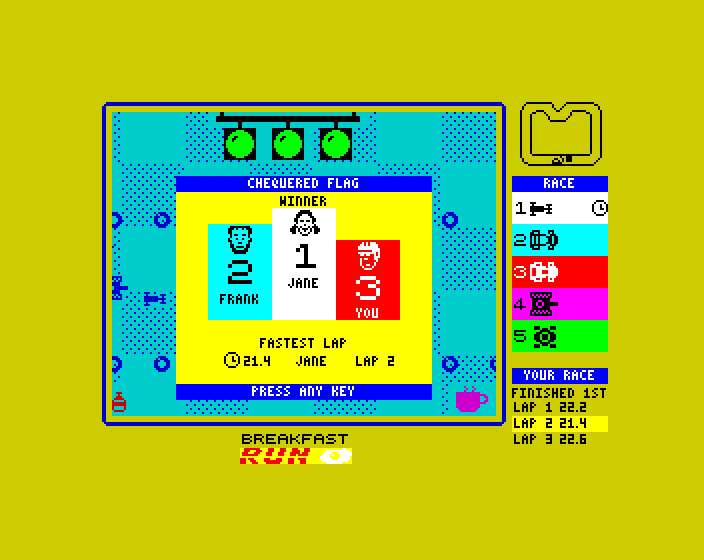 CHEQUERED FLAG
WINNER
1
JANE
2
FRANK
3
YOU
FASTEST LAP
21.4 JANE LAP 2
PRESS ANY KEY
RACE
1
2
3
4
5
YOUR RACE
FINISHED 1ST
LAP 1 22.2
LAP 2 21.4
LAP 3 22.6
BREAKFAST
RUN